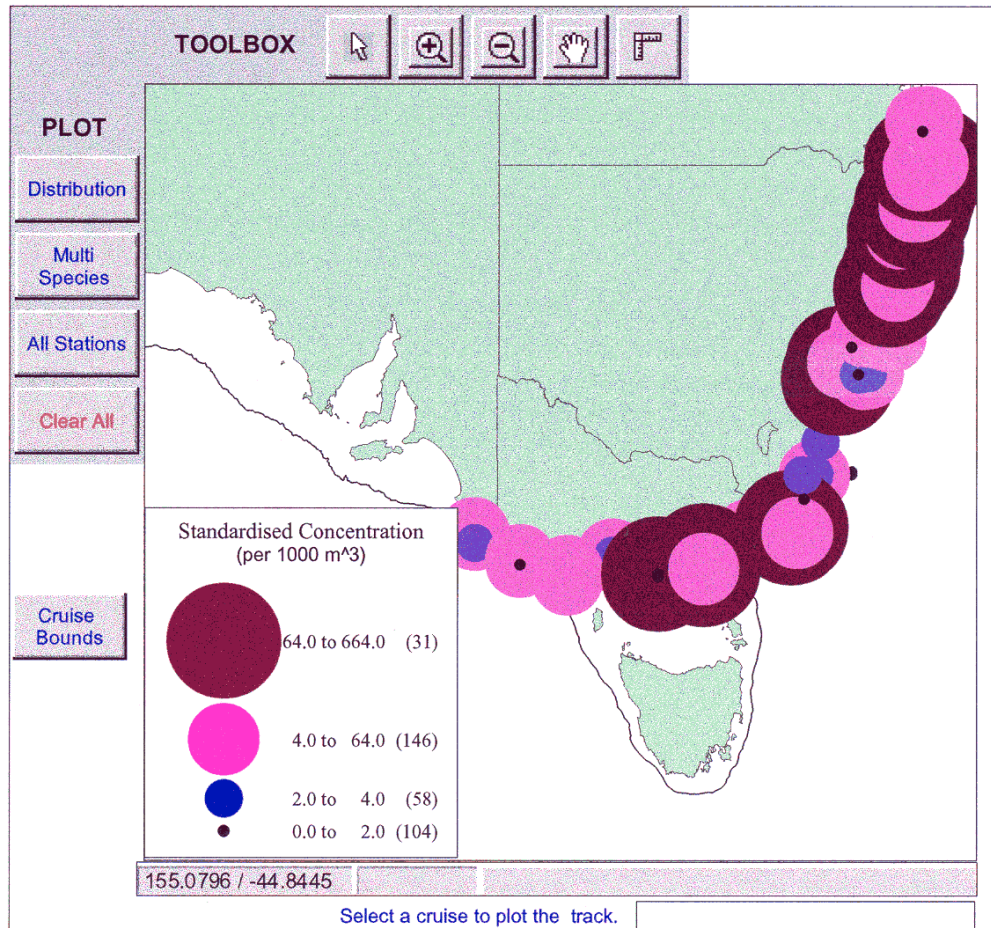 TOOLBOX
PLOT
Distribution
Multi
Species
All Stations
Clear All
Cruise
Bounds
Standardised Concentration
(per 1000 m^3)
64.0 to 664.0 (31)
4.0 to 64.0 (146)
2.0 to 4.0 (58)
0.0 to 2.0 (104)
155.0796 / -44.8445
Select a cruise to plot the track.